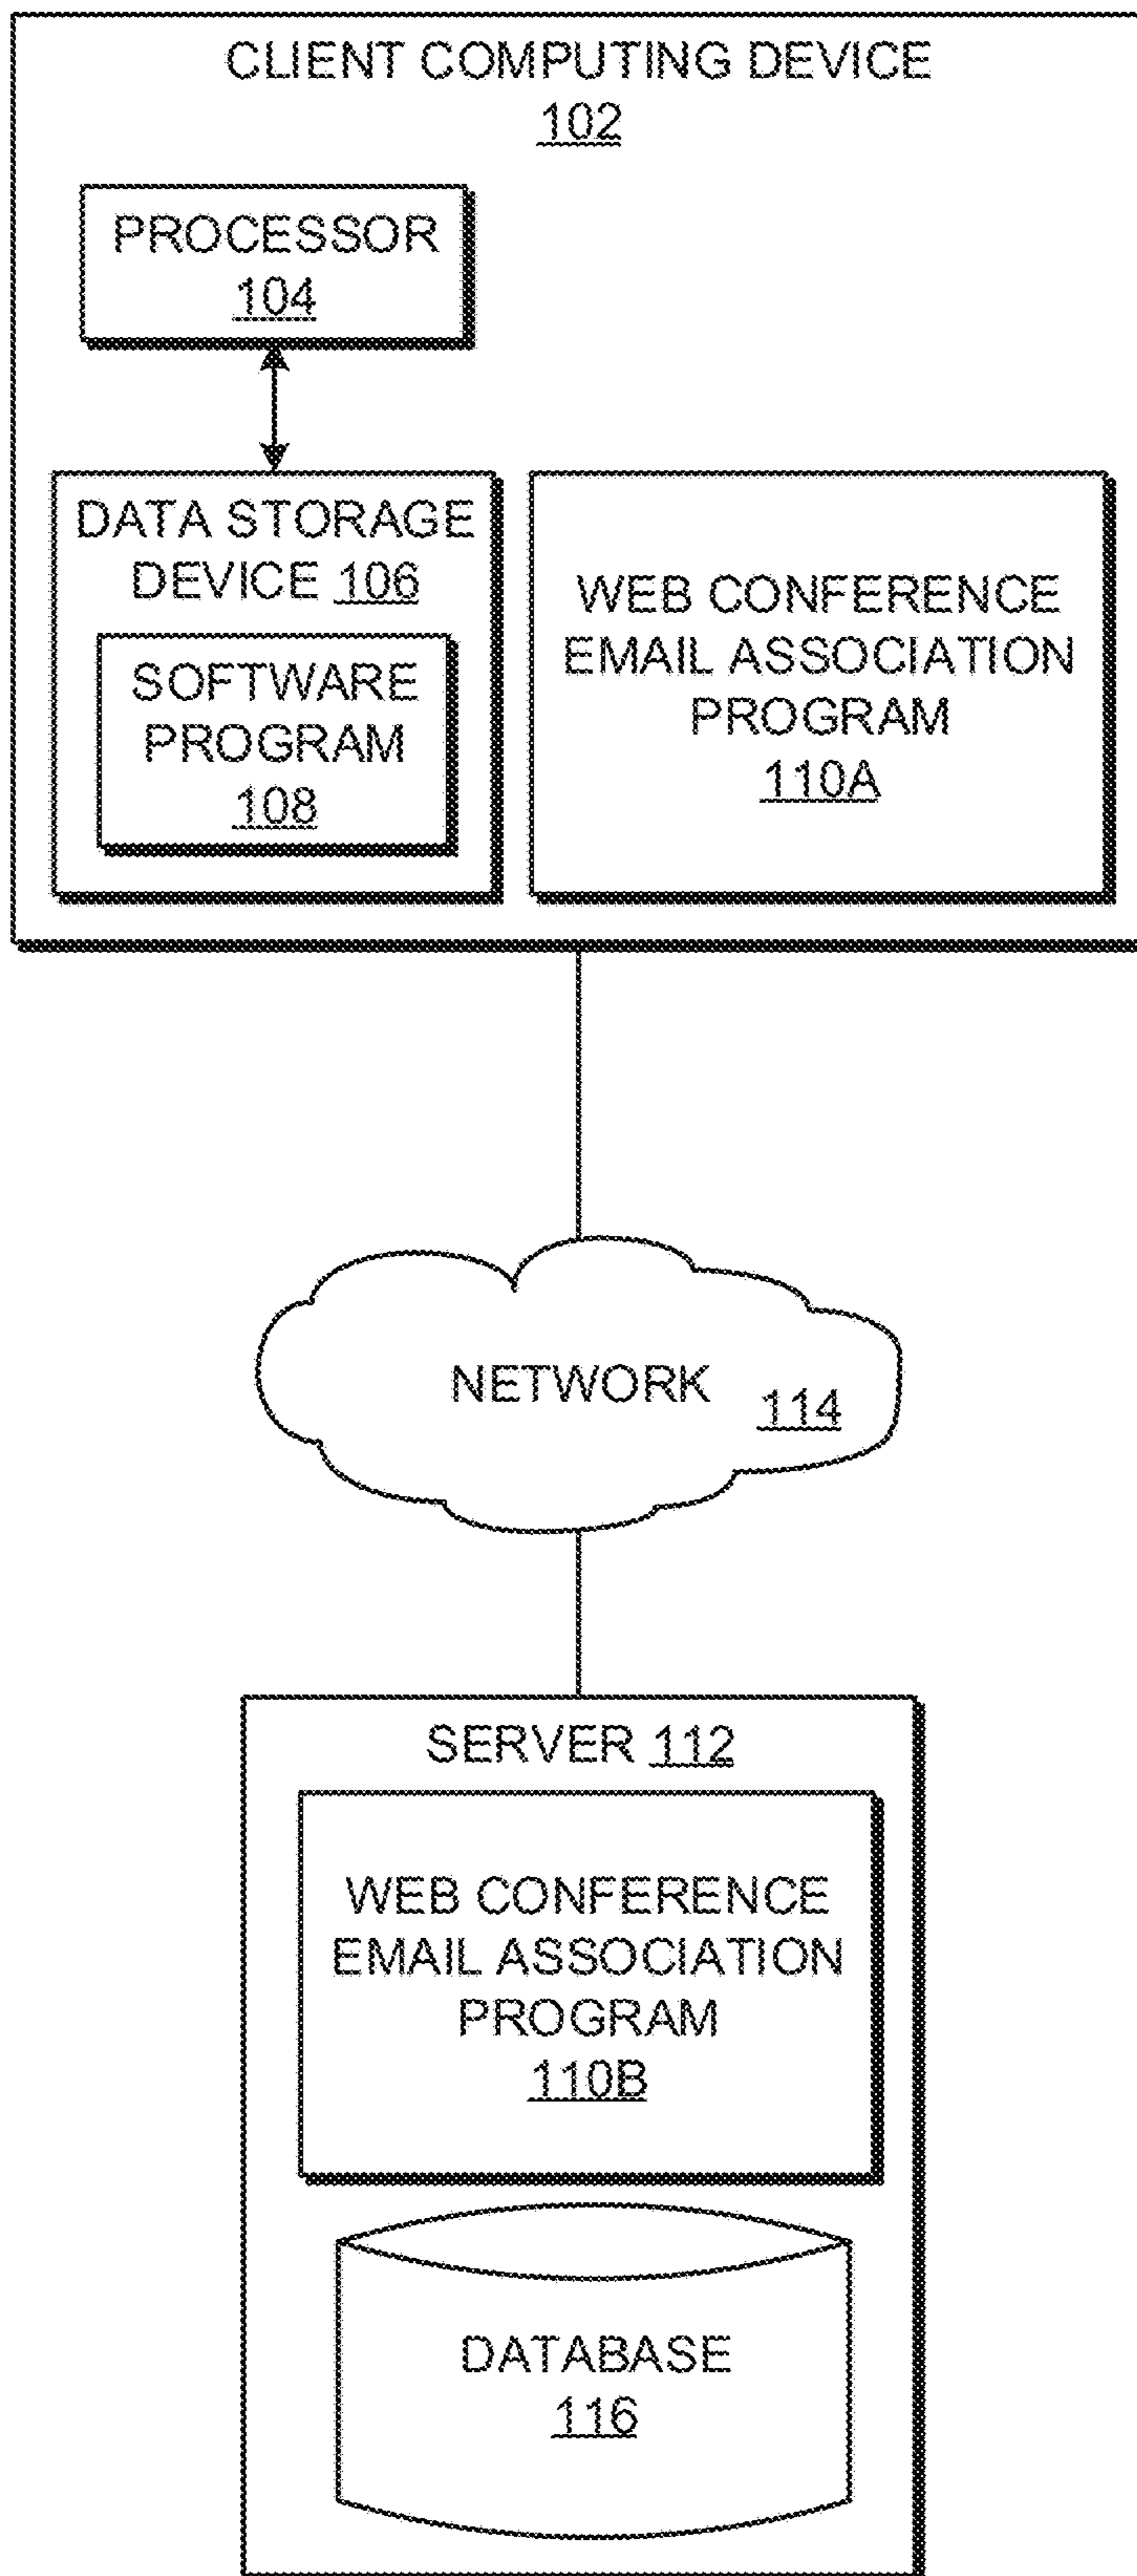 CLIENT COMPUTING DEVICE
102
PROCESSOR
104
DATA STORAGE
DEVICE 106
SOFTWARE
PROGRAM
108
WEB CONFERENCE
EMAIL ASSOCIATION
PROGRAM
110A
NETWORK 114
SERVER 112
WEB CONFERENCE
EMAIL ASSOCIATION
PROGRAM
110B
DATABASE
116